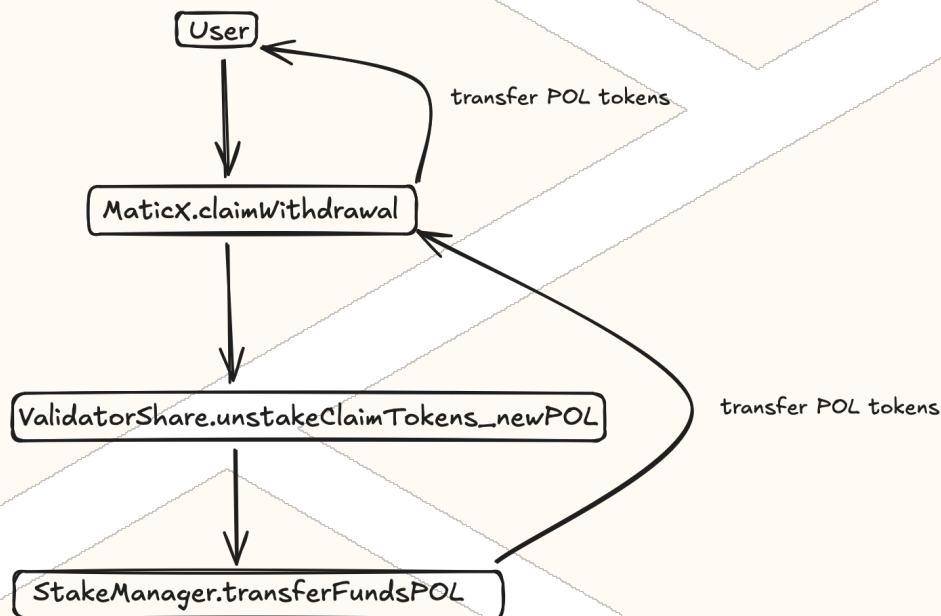 User
transfer POL tokens
MaticX.claimWithdrawal
ValidatorShare.unstakeClaimTokens_newPOL
transfer POL tokens
StakeManager.transferFundsPOL